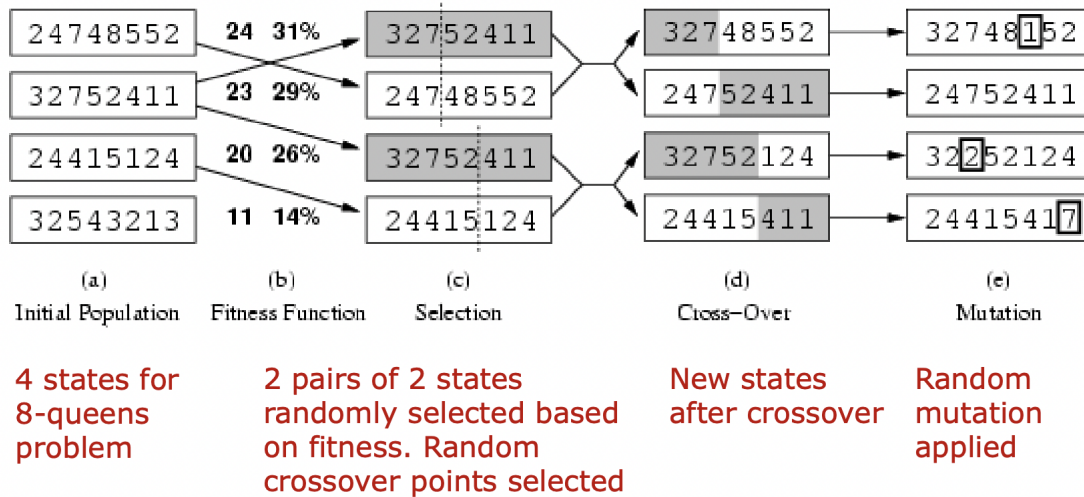 24748552 24 31% 32752411 32748552 32748152
32752411 23 29% 24748552 24752411 24752411
24415124 20 26% 32752411 32752124 32252124
32543213 11 14% 24415124 24415411 24415417
(a) (b) (c) (d) (e)
Initial Population Fitness Function Selection Cross-Over Mutation
4 states for
8-queens
problem
2 pairs of 2 states
randomly selected based
on fitness. Random
crossover points selected
New states
after crossover
Random
mutation
applied